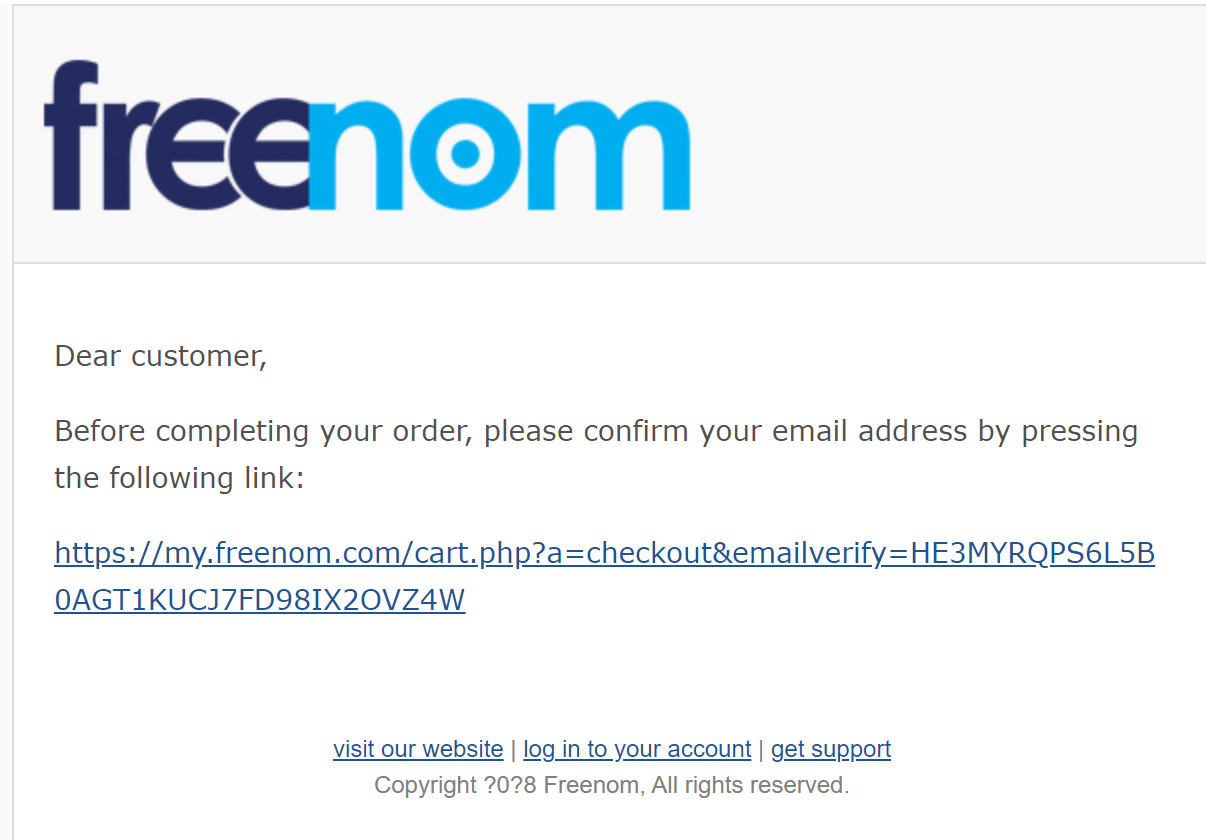 freenom
Dear customer,
Before completing your order, please confirm your email address by pressing
the following link:
https://my.freenom.com/cart.php?a=checkout&emailverify=HE3MYRQPS6L5B
0AGT1KUCJ7FD98IX2OVZ4W
visit our website | log in to your account | get support
Copyright ?0?8 Freenom, All rights reserved.